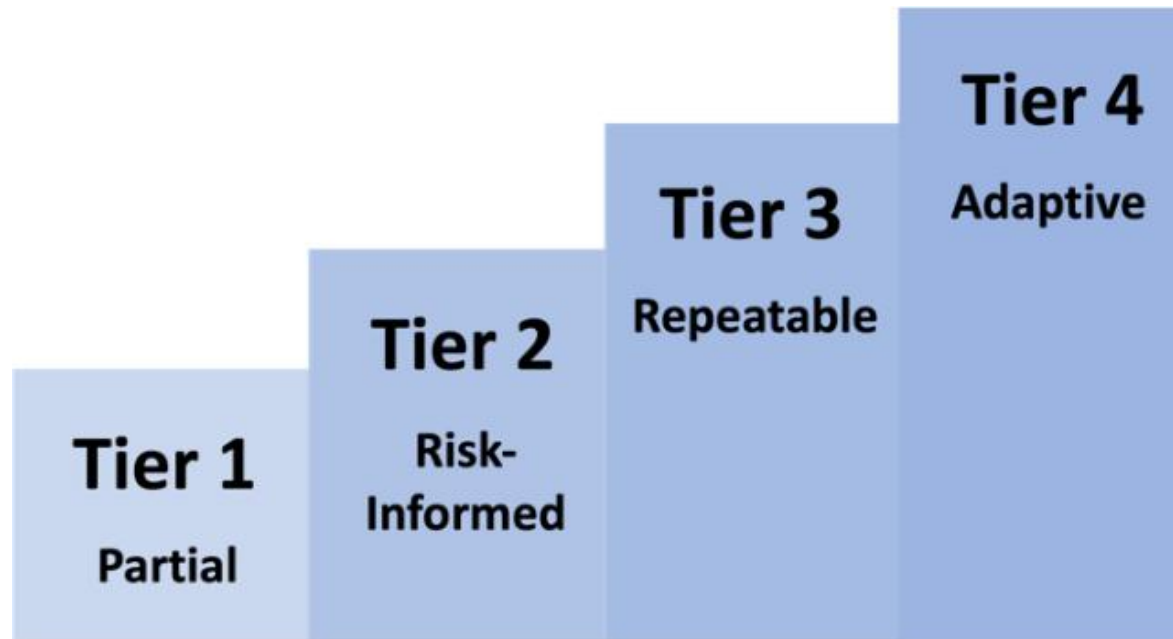 Tier 1
Partial
Tier 2
Risk-
Informed
Tier 3
Repeatable
Tier 4
Adaptive